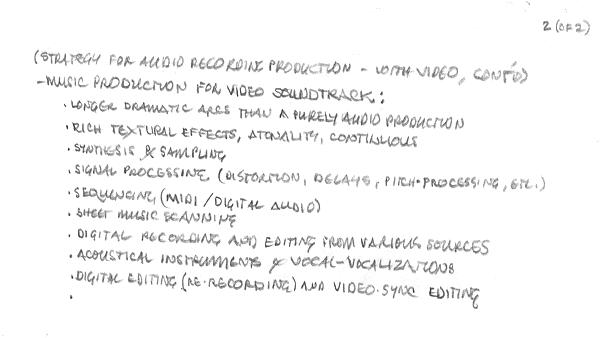 2 (OF 2)
(STRATEGY FOR AUDIO RECORDING PRODUCTION - WITH VIDEO, CONT'D)
- MUSIC PRODUCTION FOR VIDEO SOUNDTRACK:
· LONGER DRAMATIC ARCS THAN A PURELY AUDIO PRODUCTION
· RICH TEXTURAL EFFECTS, ATONALITY, CONTINUOUS
· SYNTHESIS & SAMPLING
· SIGNAL PROCESSING (DISTORTION, DELAYS, PITCH-PROCESSING, ETC.)
· SEQUENCING (MIDI / DIGITAL AUDIO)
· SHEET MUSIC SCANNING
· DIGITAL RECORDING AND EDITING FROM VARIOUS SOURCES
· ACOUSTICAL INSTRUMENTS & VOCAL-VOCALIZATIONS
· DIGITAL EDITING (RE-RECORDING) AND VIDEO-SYNC EDITING
·